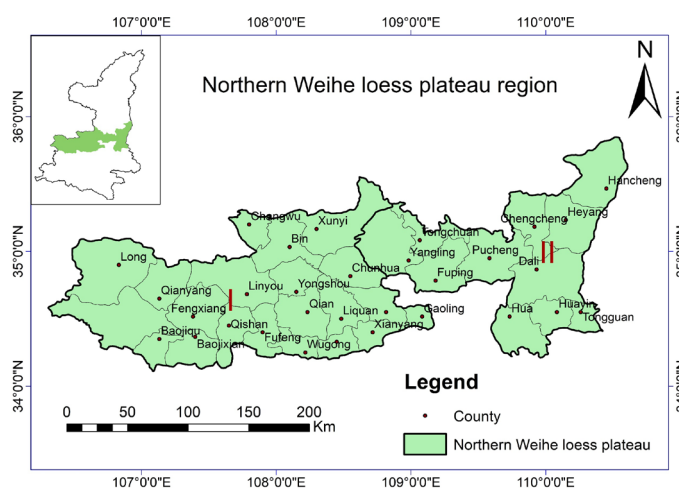 107°0'0"E 108°0'0"E 109°0'0"E 110°0'0"E
Northern Weihe loess plateau region
N
36°0'0"N
35°0'0"N
34°0'0"N
Hancheng
Heyang
Chengcheng
Changwu
Xunyi
Bin
Tongchuan
Yangling
Pucheng
Dali
II
Long
Chunhua
Fuping
Qianyang
I
Linyou
Yongshou
Fengxiang
Qian
Liquan
Gaoling
Hua
Huayin
Tongguan
Qishan
Xianyang
Baojiqu
Baojixian
Fufeng
Wugong
Legend
County
Northern Weihe loess plateau
0 50 100 150 200
Km
107°0'0"E 108°0'0"E 109°0'0"E 110°0'0"E